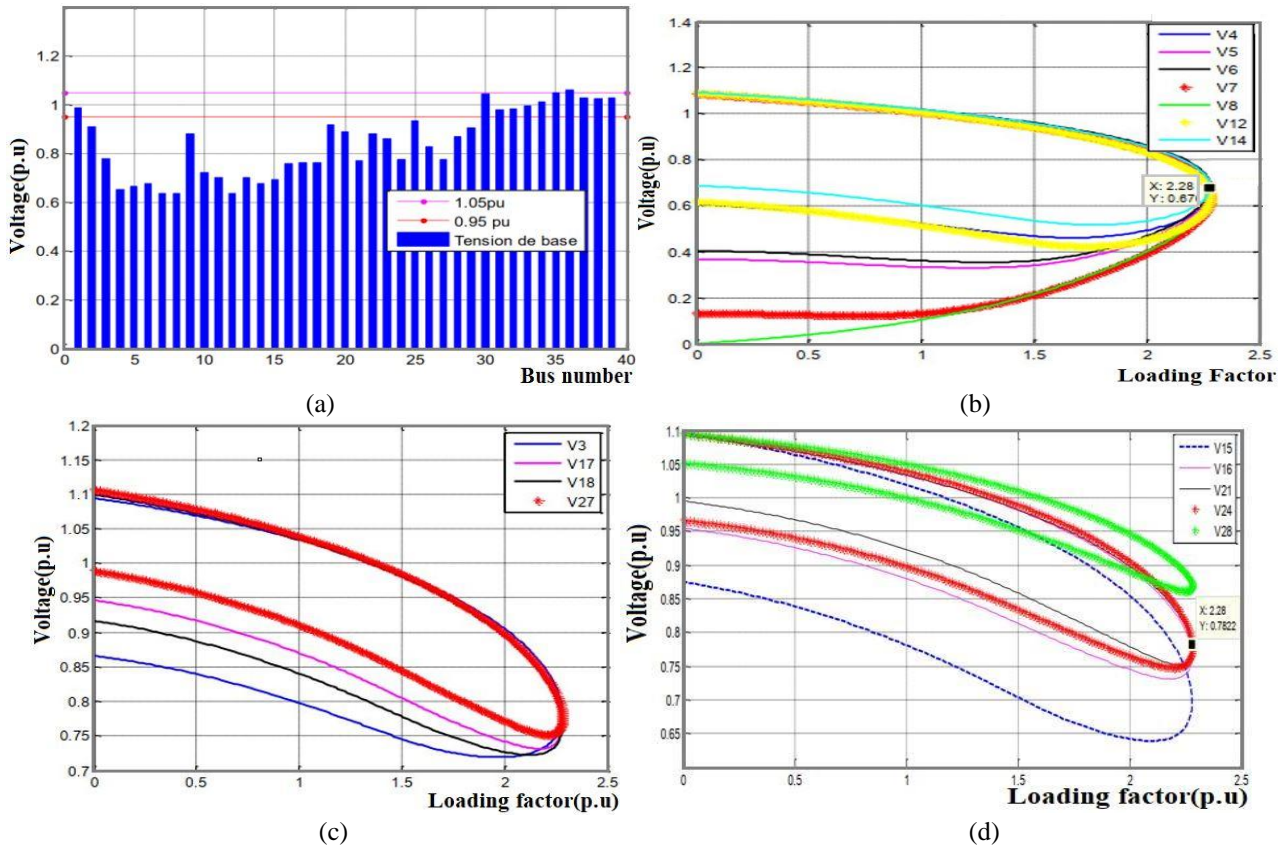 1.2
1
0.8
0.6
0.4
0.2
0
0 5 10 15 20 25 30 35 40
Voltage(p.u)
Bus number
1.05pu
0.95 pu
Tension de base
(a)
1.4
1.2
1
0.8
0.6
0.4
0.2
0
0 0.5 1 1.5 2 2.5
Voltage(p.u)
Loading Factor
V4
V5
V6
V7
V8
V12
V14
X: 2.28
Y: 0.67
(b)
1.2
1.15
1.1
1.05
1
0.95
0.9
0.85
0.8
0.75
0.7
0 0.5 1 1.5 2 2.5
Voltage(p.u)
Loading factor(p.u)
V3
V17
V18
V27
(c)
1.1
1.05
1
0.95
0.9
0.85
0.8
0.75
0.7
0.65
0 0.5 1 1.5 2 2.5
Voltage(p.u)
Loading factor(p.u)
V15
V16
V21
V24
V28
X: 2.28
Y: 0.7822
(d)